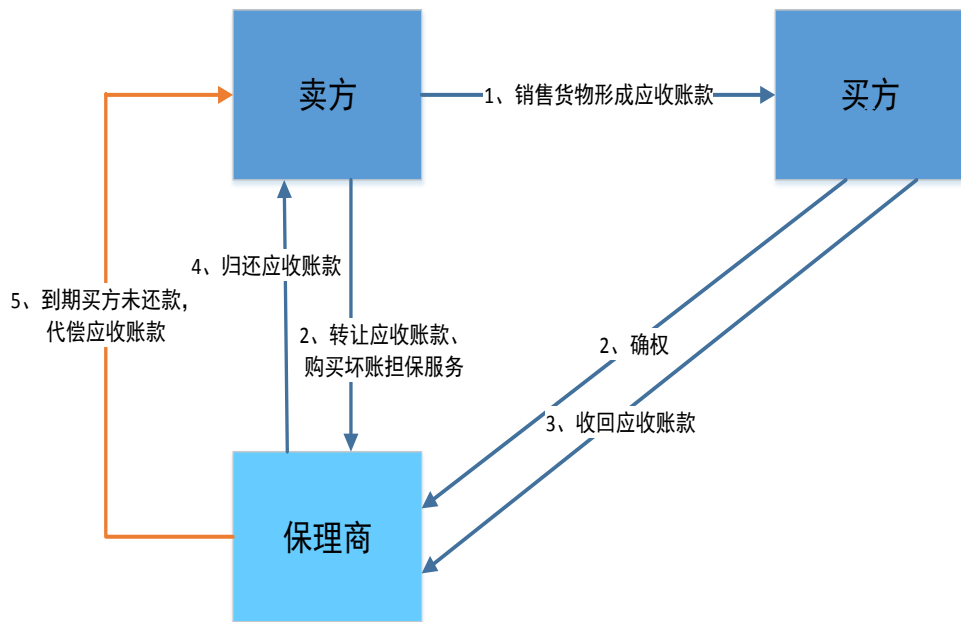 卖方
买方
1、销售货物形成应收账款
4、归还应收账款
5、到期买方未还款，
代偿应收账款
2、转让应收账款、
购买坏账担保服务
2、确权
3、收回应收账款
保理商